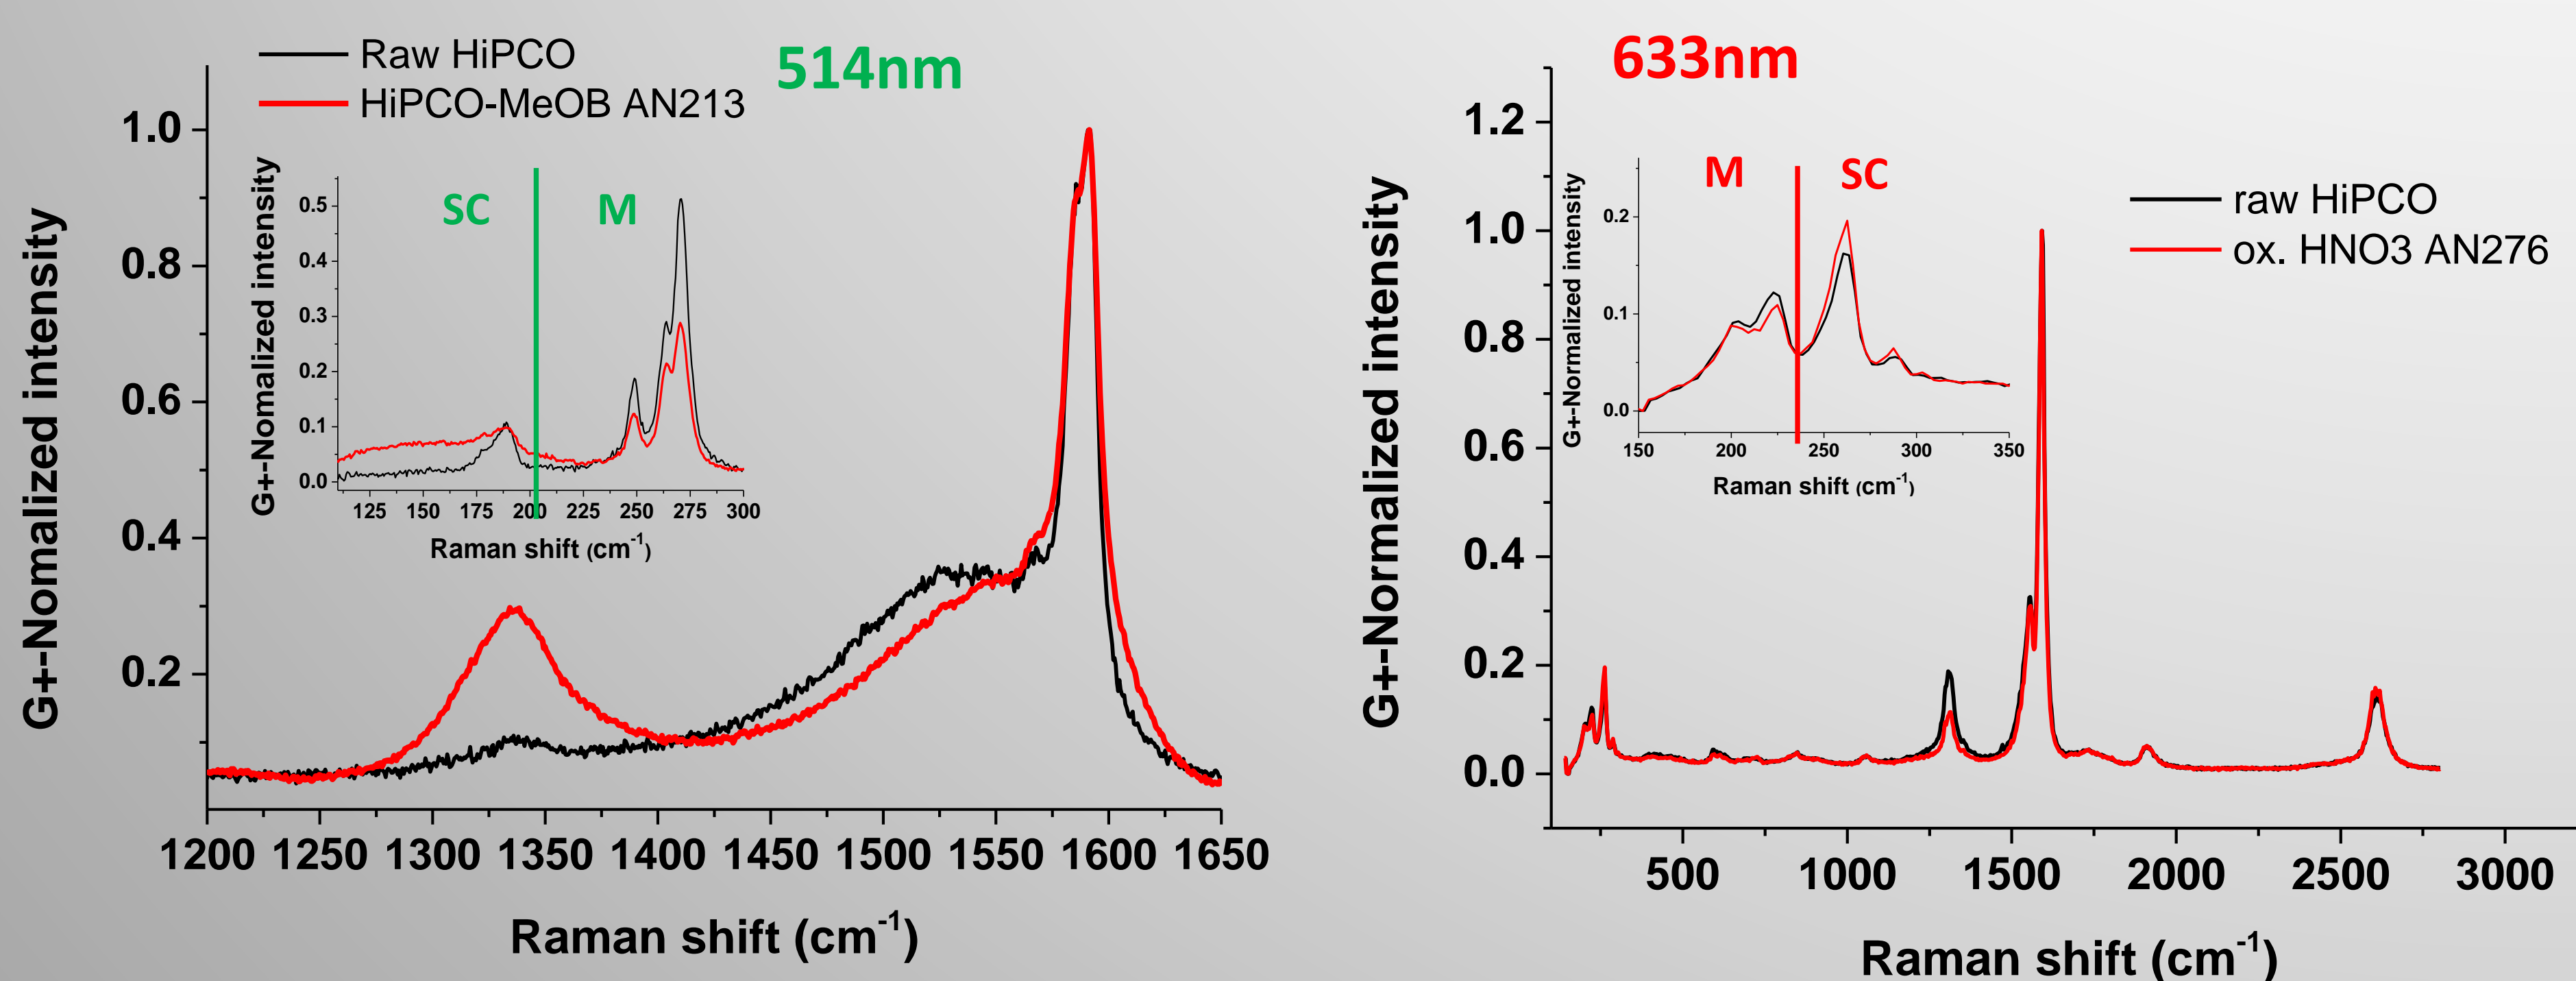 Raw HiPCO
HiPCO-MeOB AN213
514nm
G+-Nomalized intensity
1.0
0.8
0.6
0.4
0.2
1200 1250 1300 1350 1400 1450 1500 1550 1600 1650
Raman shift (cm⁻¹)
SC
M
G+-Nomalized intensity
0.5
0.4
0.3
0.2
0.1
0.0
125 150 175 200 225 250 275 300
Raman shift (cm⁻¹)
633nm
raw HiPCO
ox. HNO3 AN276
G+-Normalized intensity
1.2
1.0
0.8
0.6
0.4
0.2
0.0
500 1000 1500 2000 2500 3000
Raman shift (cm⁻¹)
M
SC
G+-Normalized intensity
0.2
0.1
0.0
150 200 250 300 350
Raman shift (cm⁻¹)